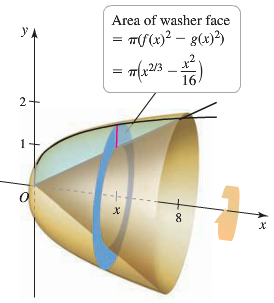 Area of washer face
= π(f(x)² − g(x)²)
= π(x^{2/3} − x²/16)
y
2
1
O
x
8
x